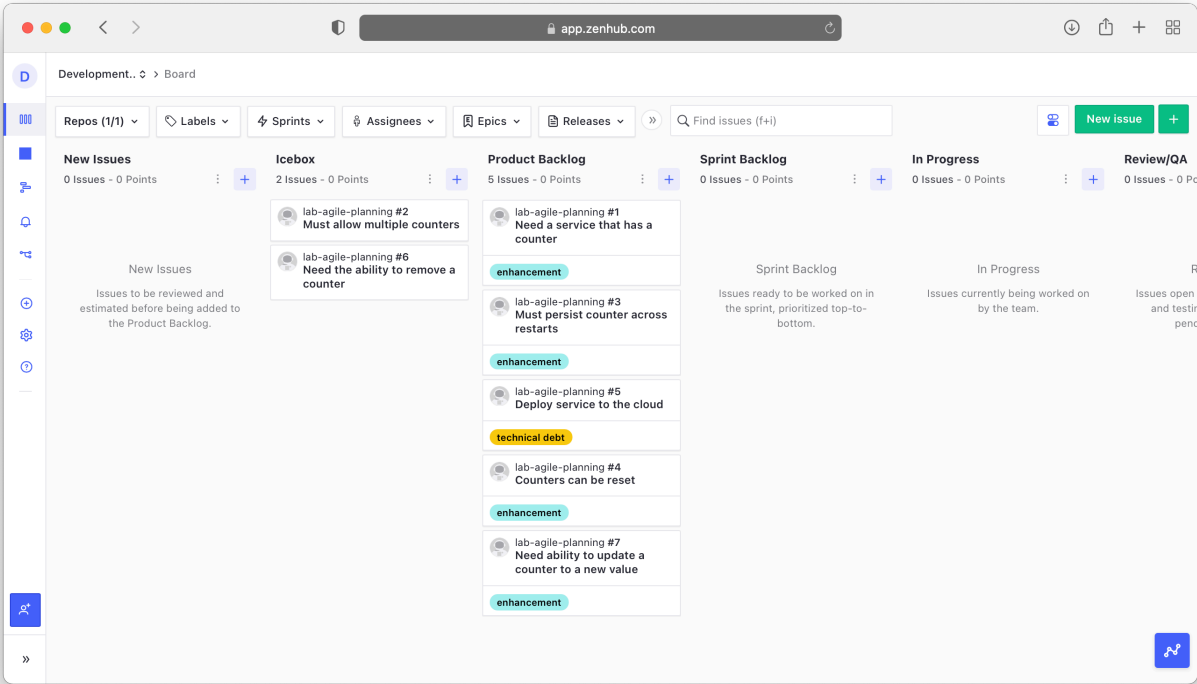 app.zenhub.com
D
Development.. > Board
Repos (1/1)
Labels
Sprints
Assignees
Epics
Releases
»
Find issues (f+i)
New issue
+
New Issues
0 Issues - 0 Points
+
New Issues
Issues to be reviewed and
estimated before being added to
the Product Backlog.
Icebox
2 Issues - 0 Points
+
lab-agile-planning #2
Must allow multiple counters
lab-agile-planning #6
Need the ability to remove a
counter
Product Backlog
5 Issues - 0 Points
+
lab-agile-planning #1
Need a service that has a
counter
enhancement
lab-agile-planning #3
Must persist counter across
restarts
enhancement
lab-agile-planning #5
Deploy service to the cloud
technical debt
lab-agile-planning #4
Counters can be reset
enhancement
lab-agile-planning #7
Need ability to update a
counter to a new value
enhancement
Sprint Backlog
0 Issues - 0 Points
+
Sprint Backlog
Issues ready to be worked on in
the sprint, prioritized top-to-
bottom.
In Progress
0 Issues - 0 Points
+
In Progress
Issues currently being worked on
by the team.
Review/QA
0 Issues - 0 Po
R
Issues open
and testin
pend
»